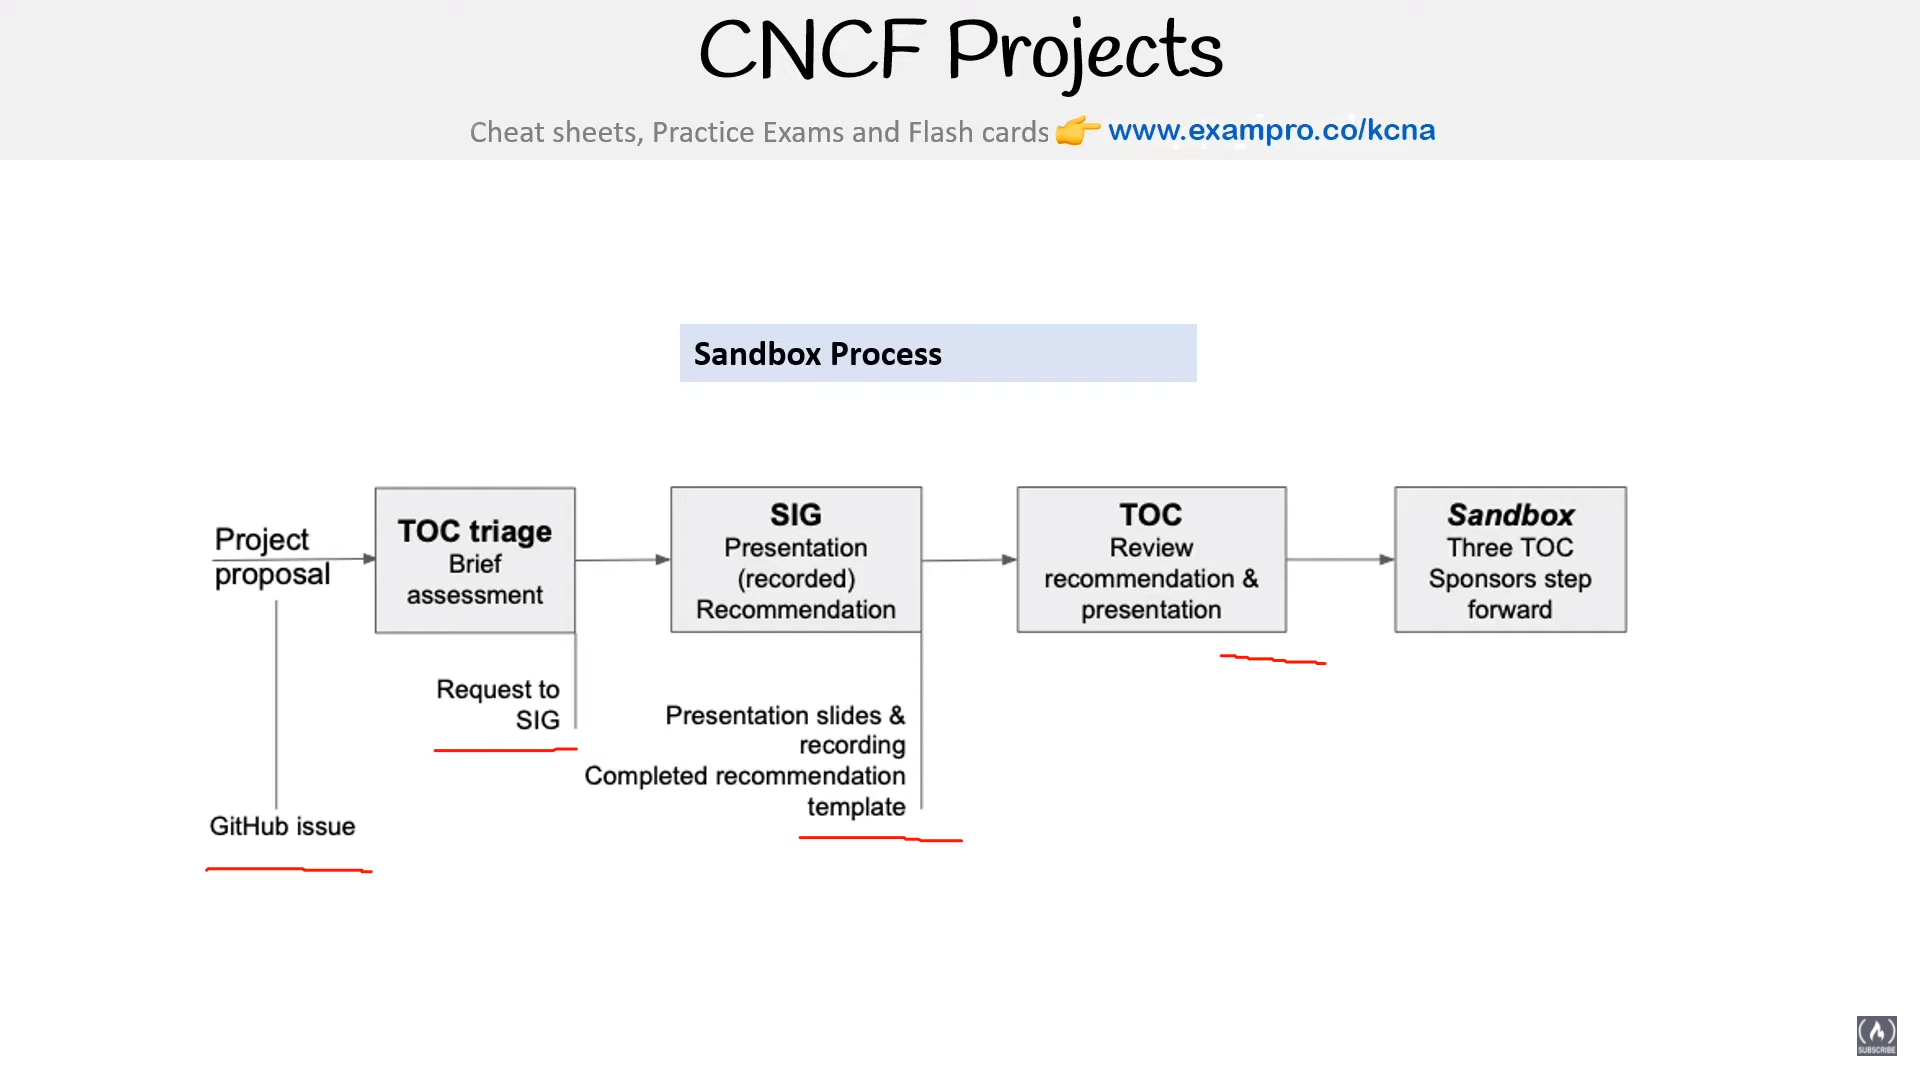 CNCF Projects
Cheat sheets, Practice Exams and Flash cards 👉 www.exampro.co/kcna
Sandbox Process
Project
proposal
TOC triage
Brief
assessment
SIG
Presentation
(recorded)
Recommendation
TOC
Review
recommendation &
presentation
Sandbox
Three TOC
Sponsors step
forward
Request to
SIG
Presentation slides &
recording
Completed recommendation
template
GitHub issue
SUBSCRIBE